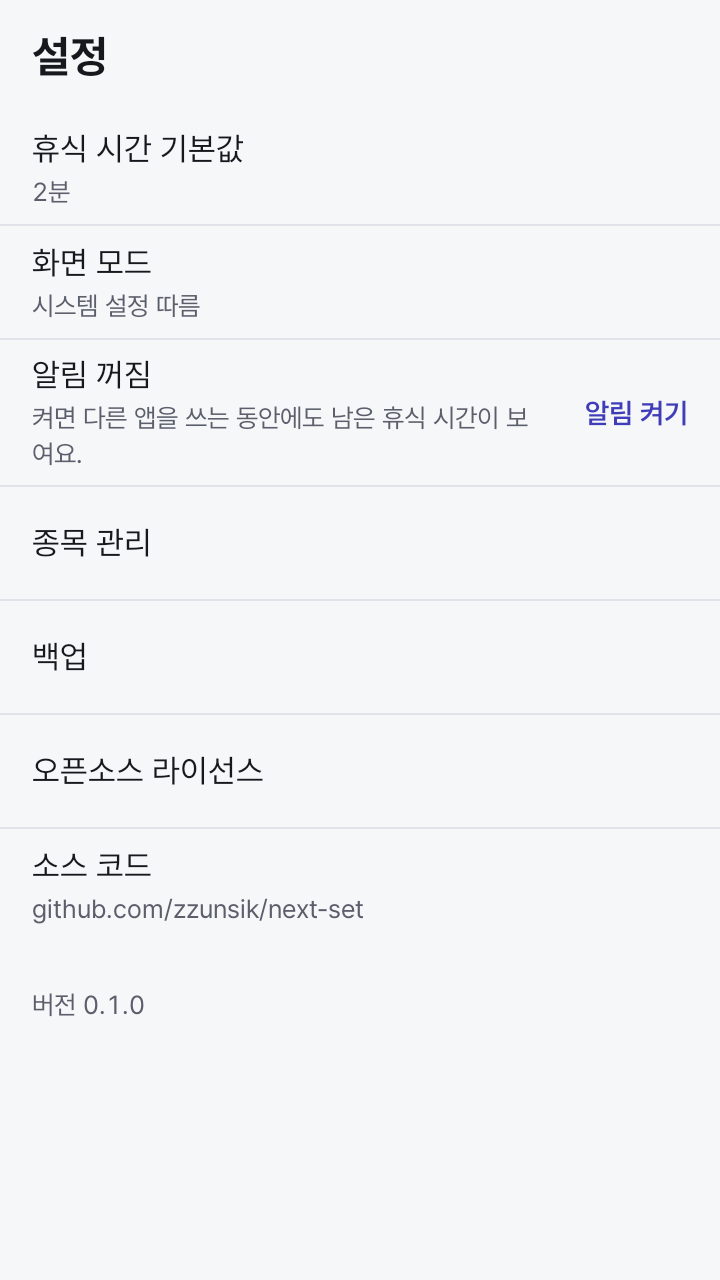 설정
휴식 시간 기본값
2분
화면 모드
시스템 설정 따름
알림 꺼짐
켜면 다른 앱을 쓰는 동안에도 남은 휴식 시간이 보
여요.
알림 켜기
종목 관리
백업
오픈소스 라이선스
소스 코드
github.com/zzunsik/next-set
버전 0.1.0